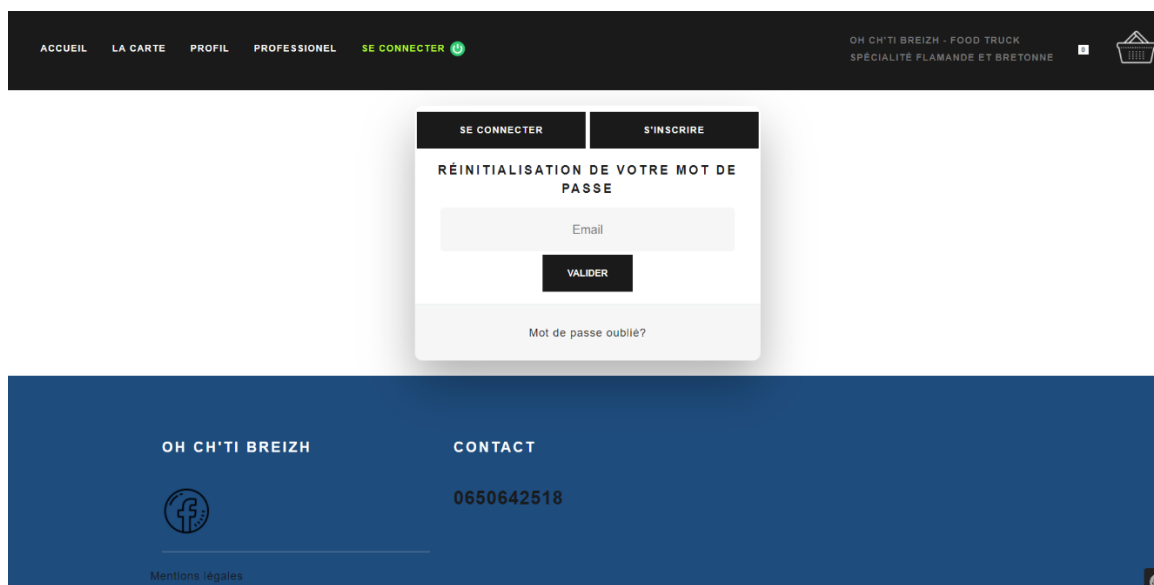 ACCUEIL LA CARTE PROFIL PROFESSIONEL SE CONNECTER
OH CH'TI BREIZH - FOOD TRUCK
SPÉCIALITÉ FLAMANDE ET BRETONNE
0
SE CONNECTER S'INSCRIRE
RÉINITIALISATION DE VOTRE MOT DE
PASSE
Email
VALIDER
Mot de passe oublié?
OH CH'TI BREIZH
CONTACT
0650642518
Mentions légales